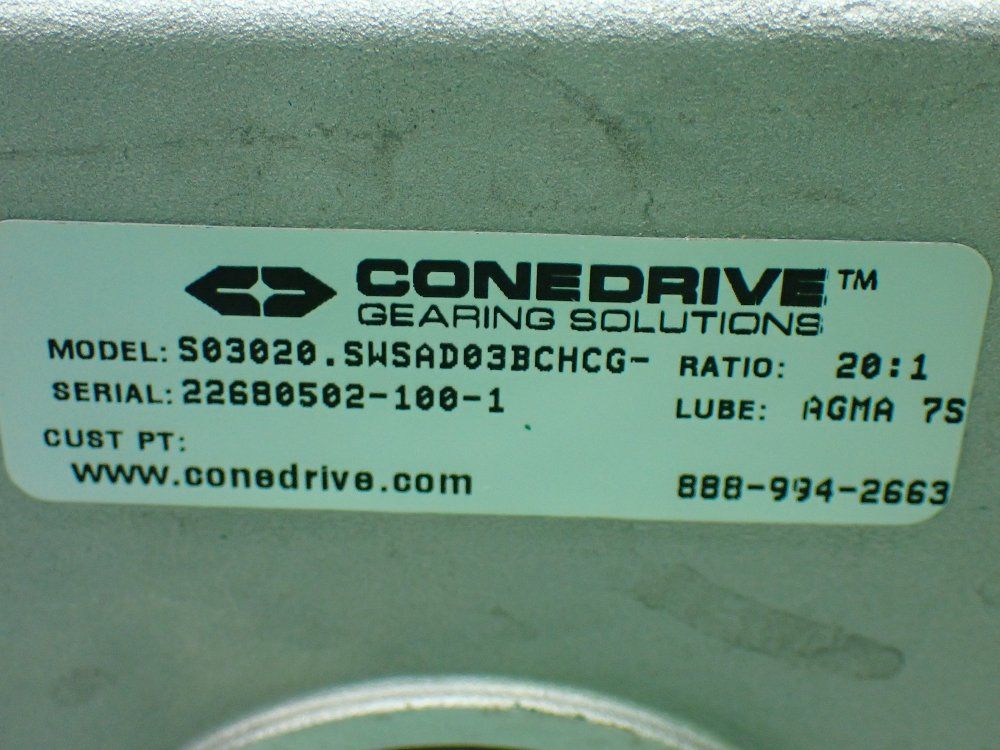 CONEDRIVE™
GEARING SOLUTIONS
MODEL: S03020.SWSAD03BCHCG-
RATIO: 20:1
SERIAL: 22680502-100-1
LUBE: AGMA 7S
CUST PT:
www.conedrive.com
888-994-2663